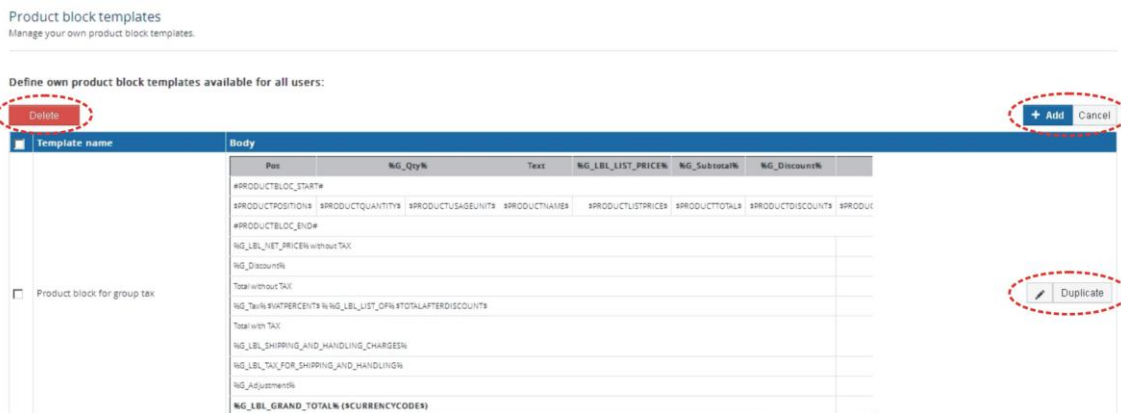 Product block templates
Manage your own product block templates.
Define own product block templates available for all users:
Delete
+ Add Cancel
Template name Body
Pos %G_Qty% Text %G_LBL_LIST_PRICE% %G_Subtotal% %G_Discount%
#PRODUCTBLOC_START#
$PRODUCTPOSITION$ $PRODUCTQUANTITY$ $PRODUCTUSAGEUNIT$ $PRODUCTNAME$ $PRODUCTLISTPRICE$ $PRODUCTTOTAL$ $PRODUCTDISCOUNT$ $PRODUC
#PRODUCTBLOC_END#
%G_LBL_NET_PRICE% without TAX
%G_Discount%
Total without TAX
Product block for group tax
Duplicate
%G_Tax% $VATPERCENT$ % %G_LBL_LIST_OF% $TOTALAFTERDISCOUNT$
Total with TAX
%G_LBL_SHIPPING_AND_HANDLING_CHARGES%
%G_LBL_TAX_FOR_SHIPPING_AND_HANDLING%
%G_Adjustment%
%G_LBL_GRAND_TOTAL% ($CURRENCYCODE$)